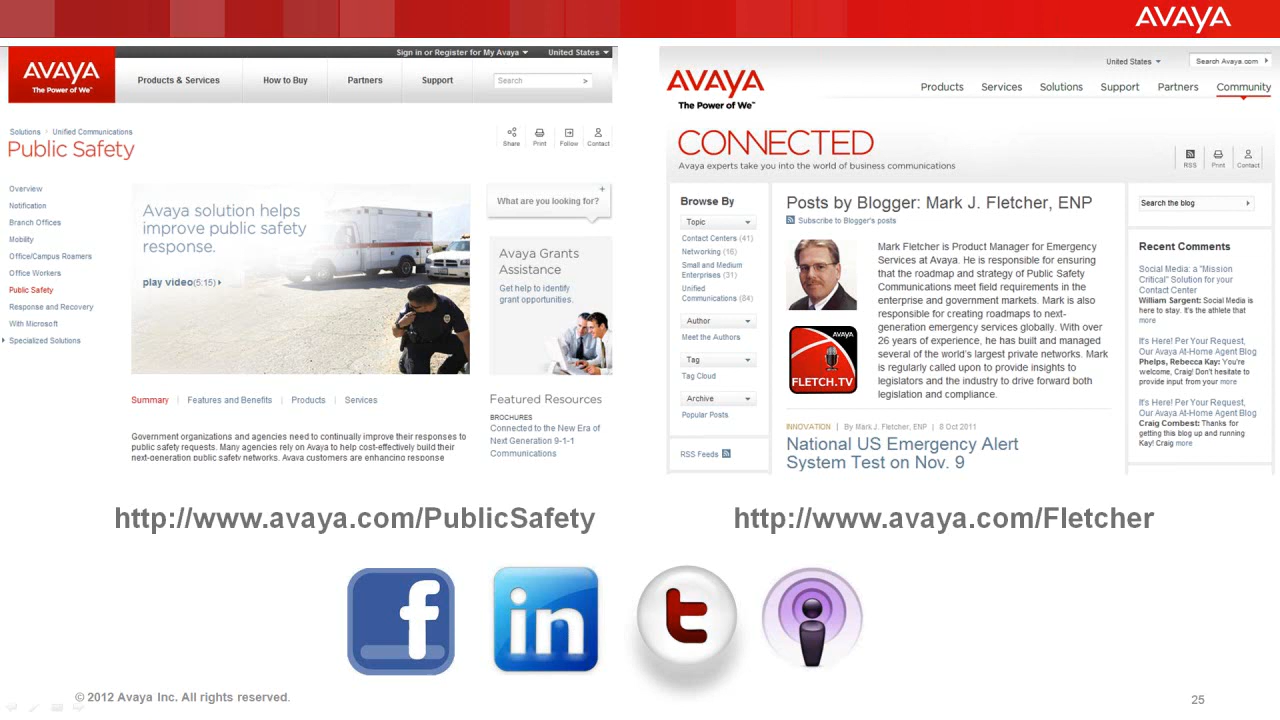 AVAYA
Sign in or Register for My Avaya
United States
AVAYA
The Power of We™
Products & Services
How to Buy
Partners
Support
Search
Solutions › Unified Communications
Public Safety
Share
Print
Follow
Contact
Overview
Notification
Branch Offices
Mobility
Office/Campus Roamers
Office Workers
Public Safety
Response and Recovery
With Microsoft
Specialized Solutions
Avaya solution helps
improve public safety
response.
play video(5:15)
What are you looking for?
+
Avaya Grants
Assistance
Get help to identify
grant opportunities.
Summary | Features and Benefits | Products | Services
Government organizations and agencies need to continually improve their responses to
public safety requests. Many agencies rely on Avaya to help cost-effectively build their
next-generation public safety networks. Avaya customers are enhancing response
Featured Resources
BROCHURES
Connected to the New Era of
Next Generation 9-1-1
Communications
United States
Search Avaya.com
AVAYA
The Power of We™
Products
Services
Solutions
Support
Partners
Community
CONNECTED
Avaya experts take you into the world of business communications
RSS
Print
Contact
Browse By
Topic
Contact Centers (41)
Networking (16)
Small and Medium
Enterprises (31)
Unified
Communications (84)
Author
Meet the Authors
Tag
Tag Cloud
Archive
Popular Posts
RSS Feeds
Posts by Blogger: Mark J. Fletcher, ENP
Subscribe to Blogger's posts
Mark Fletcher is Product Manager for Emergency
Services at Avaya. He is responsible for ensuring
that the roadmap and strategy of Public Safety
Communications meet field requirements in the
enterprise and government markets. Mark is also
responsible for creating roadmaps to next-
generation emergency services globally. With over
26 years of experience, he has built and managed
several of the world's largest private networks. Mark
is regularly called upon to provide insights to
legislators and the industry to drive forward both
legislation and compliance.
AVAYA
FLETCH.TV
INNOVATION | By Mark J. Fletcher, ENP | 8 Oct 2011
National US Emergency Alert
System Test on Nov. 9
Search the blog
Recent Comments
Social Media: a "Mission
Critical" Solution for your
Contact Center
William Sargent: Social Media is
here to stay. It's the athlete that
more
It's Here! Per Your Request,
Our Avaya At-Home Agent Blog
Phelps, Rebecca Kay: You're
welcome, Craig! Don't hesitate to
provide input from your more
It's Here! Per Your Request,
Our Avaya At-Home Agent Blog
Craig Combest: Thanks for
getting this blog up and running
Kay! Craig more
http://www.avaya.com/PublicSafety
http://www.avaya.com/Fletcher
f
in
t
© 2012 Avaya Inc. All rights reserved.
25